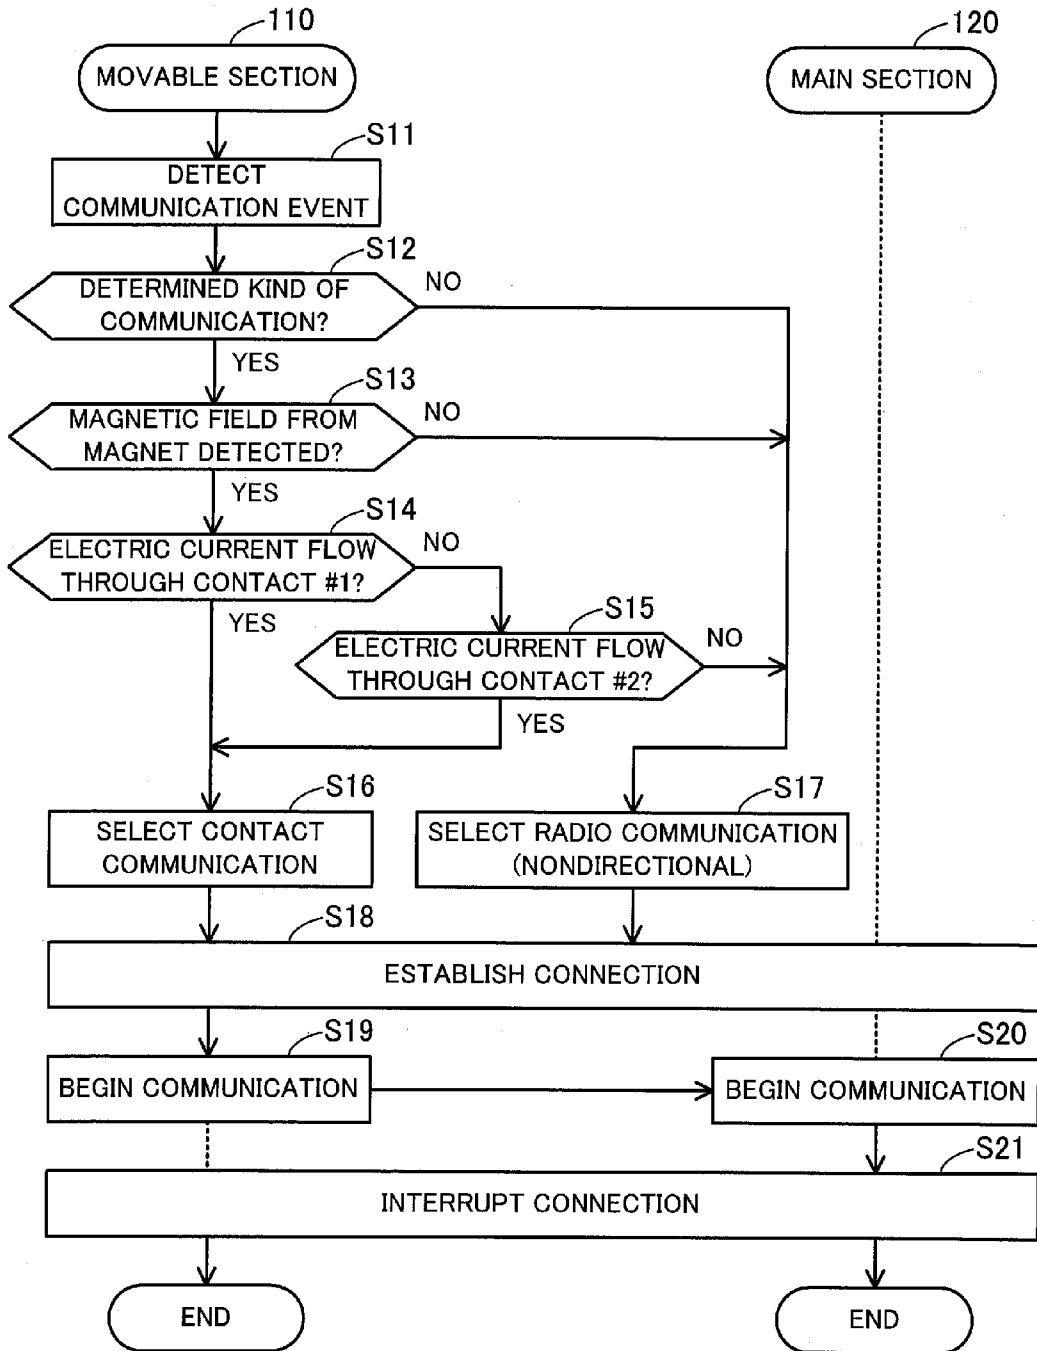 110
120
MOVABLE SECTION
MAIN SECTION
S11
DETECT
COMMUNICATION EVENT
S12
DETERMINED KIND OF
COMMUNICATION?
NO
YES
S13
MAGNETIC FIELD FROM
MAGNET DETECTED?
NO
YES
S14
ELECTRIC CURRENT FLOW
THROUGH CONTACT #1?
NO
YES
S15
ELECTRIC CURRENT FLOW
THROUGH CONTACT #2?
NO
YES
S16
SELECT CONTACT
COMMUNICATION
S17
SELECT RADIO COMMUNICATION
(NONDIRECTIONAL)
S18
ESTABLISH CONNECTION
S19
BEGIN COMMUNICATION
S20
BEGIN COMMUNICATION
S21
INTERRUPT CONNECTION
END
END